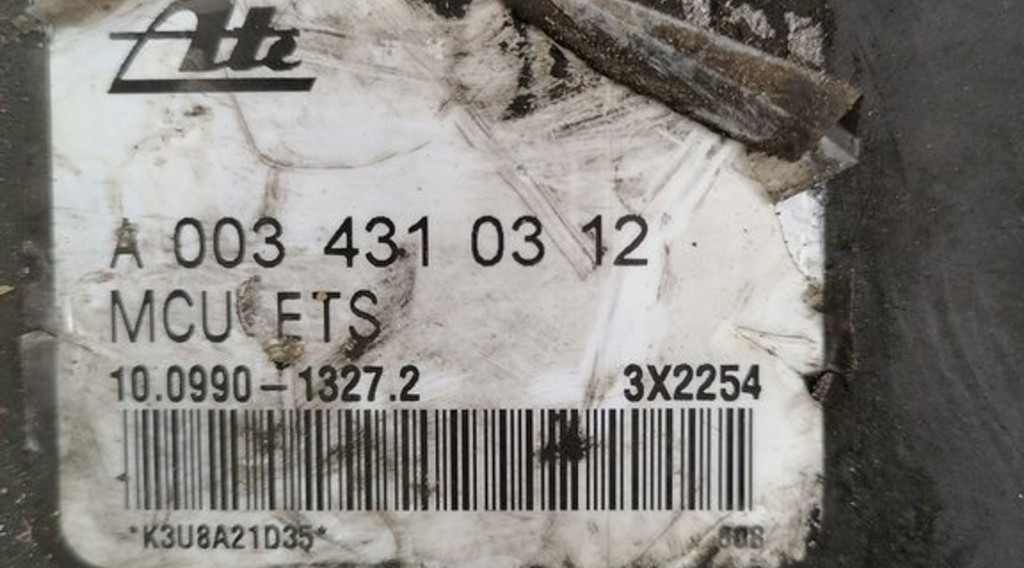 Ate
A 003 431 03 12
MCU ETS
10.0990-1327.2 3X2254
*K3U8A21D35*